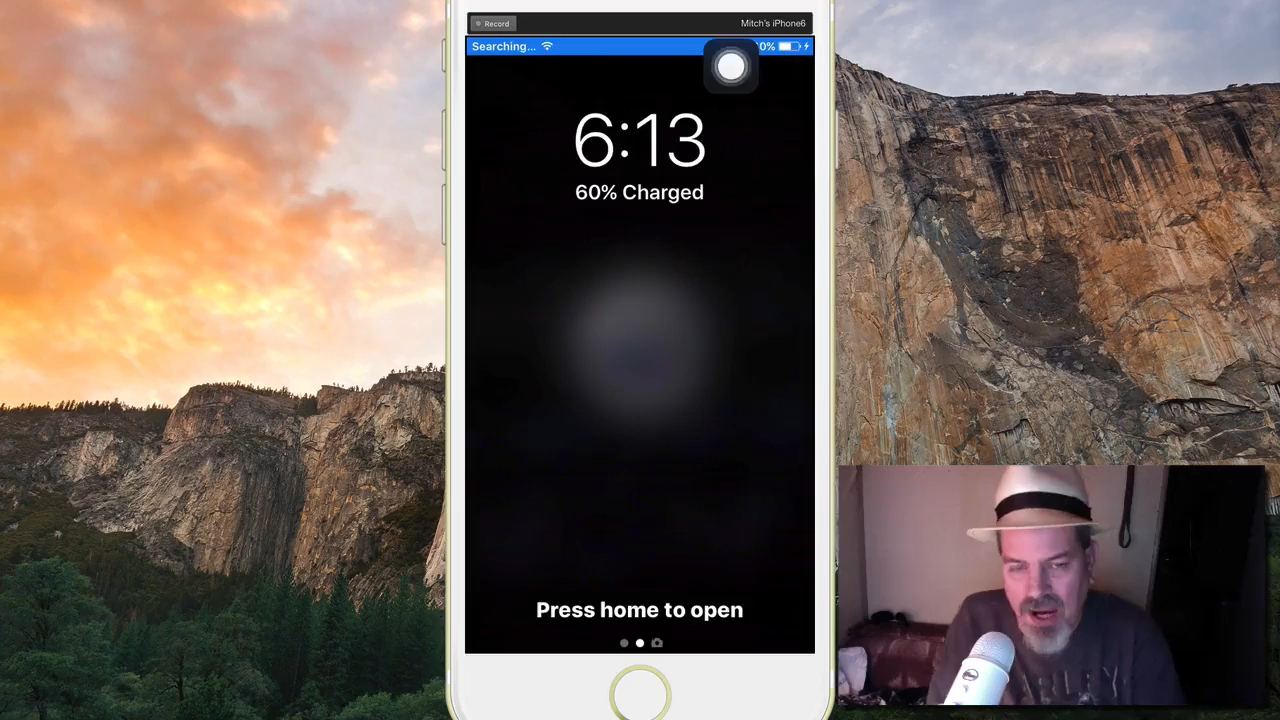 Record
Mitch's iPhone6
Searching...
0%
6:13
60% Charged
Press home to open